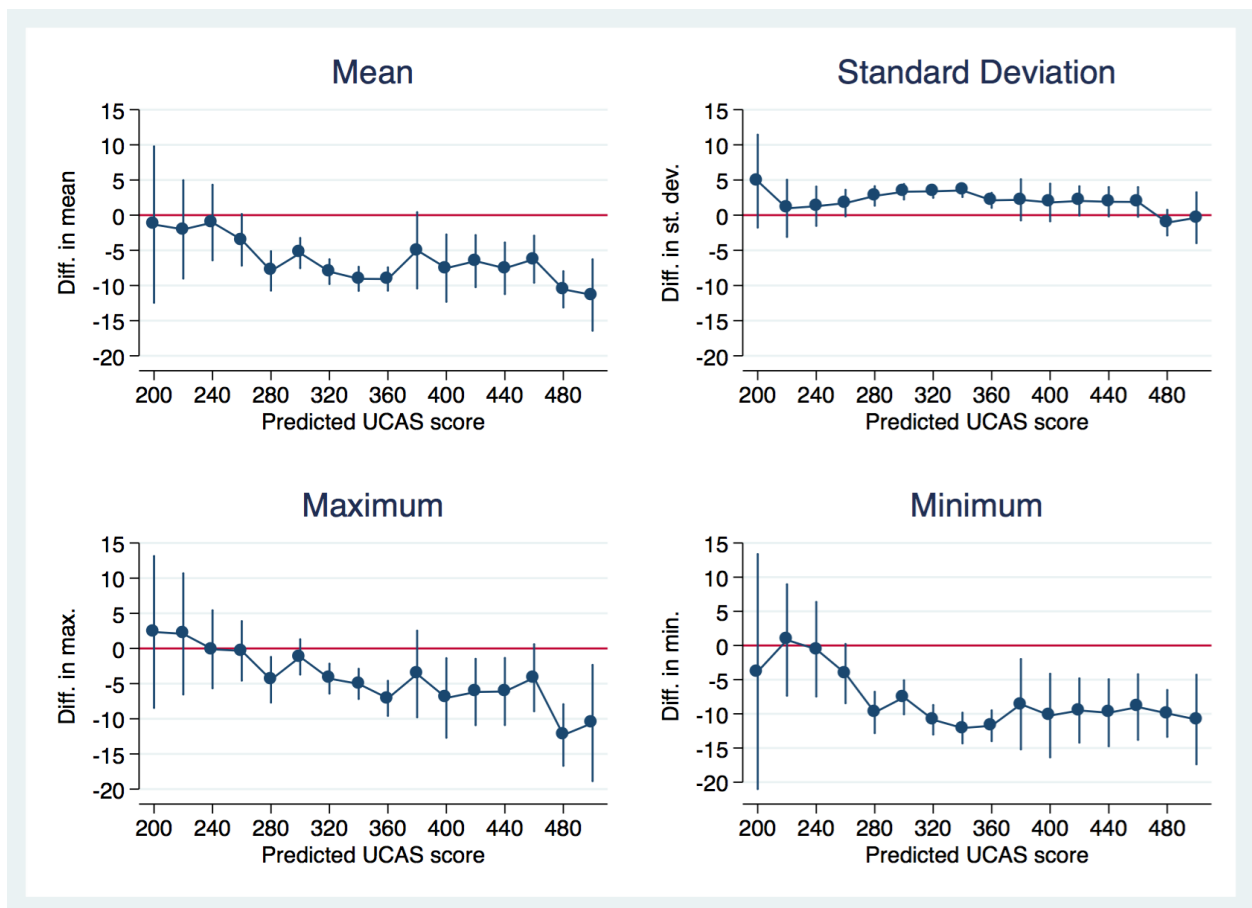 Mean
15
10
5
0
-5
-10
-15
-20
Diff. in mean
200 240 280 320 360 400 440 480
Predicted UCAS score
Standard Deviation
15
10
5
0
-5
-10
-15
-20
Diff. in st. dev.
200 240 280 320 360 400 440 480
Predicted UCAS score
Maximum
15
10
5
0
-5
-10
-15
-20
Diff. in max.
200 240 280 320 360 400 440 480
Predicted UCAS score
Minimum
15
10
5
0
-5
-10
-15
-20
Diff. in min.
200 240 280 320 360 400 440 480
Predicted UCAS score